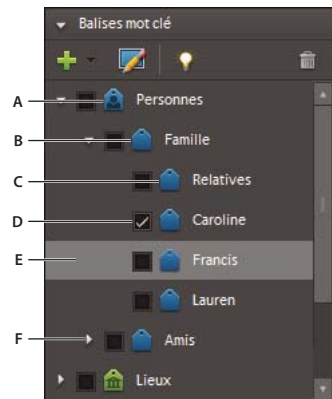 Balises mot clé
A Personnes
B Famille
C Relatives
D Caroline
E Francis
Lauren
F Amis
Lieux